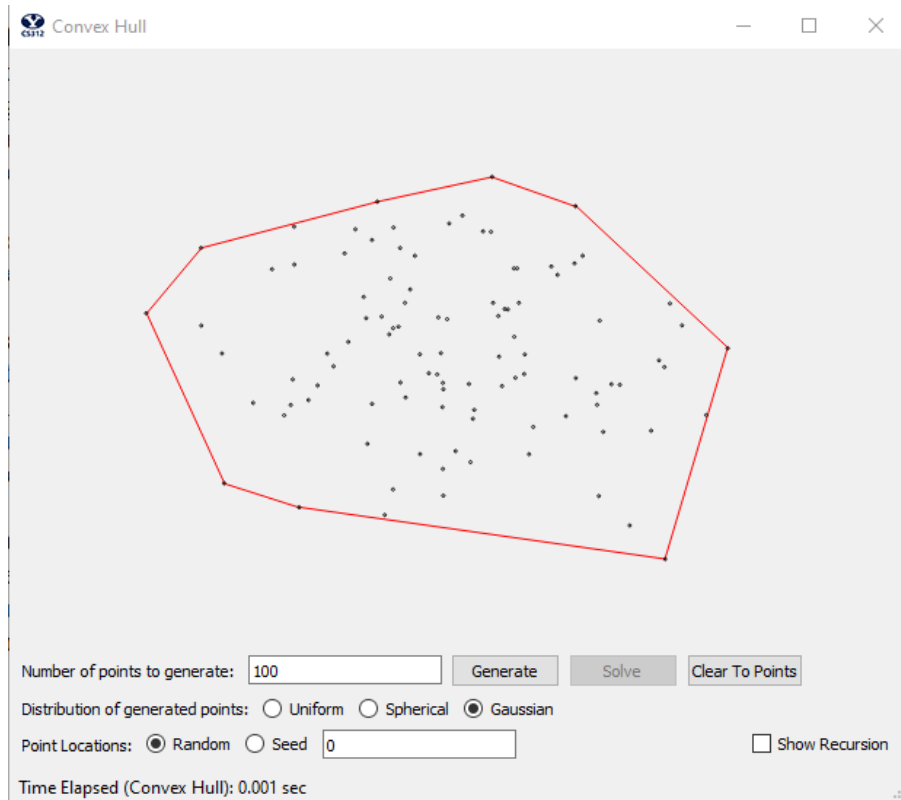 CS312 Convex Hull
Number of points to generate: 100 Generate Solve Clear To Points
Distribution of generated points: Uniform Spherical Gaussian
Point Locations: Random Seed 0 Show Recursion
Time Elapsed (Convex Hull): 0.001 sec